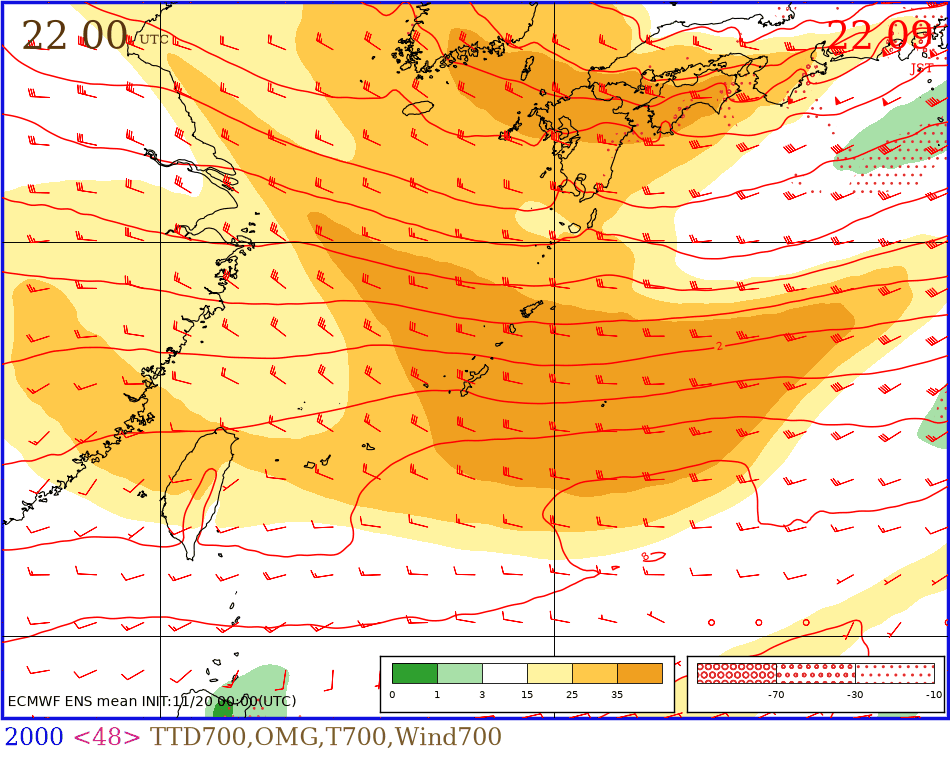 22 00 UTC
22 09 JST
2
8
ECMWF ENS mean INIT:11/20 00:00(UTC)
0 1 3 15 25 35
-70 -30 -10
2000 <48> TTD700,OMG,T700,Wind700